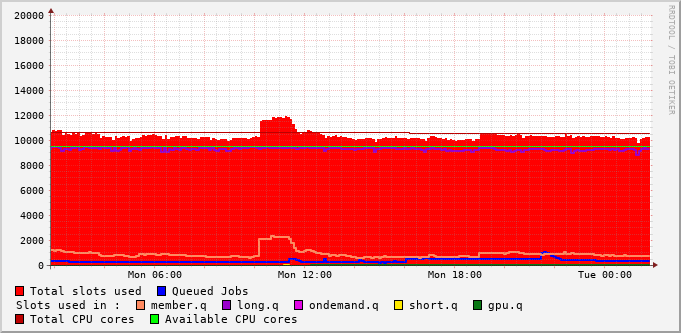 RRDTOOL / TOBI OETIKER
20000
18000
16000
14000
12000
10000
8000
6000
4000
2000
0
Mon 06:00 Mon 12:00 Mon 18:00 Tue 00:00
Total slots used Queued Jobs
Slots used in : member.q long.q ondemand.q short.q gpu.q
Total CPU cores Available CPU cores